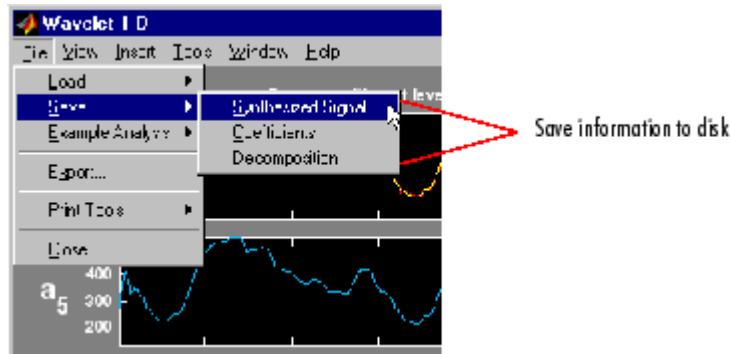 Wavelet 1-D
File View Insert Tools Window Help
Load
Save
Synthesized Signal
Example Analysis
Coefficients
Decomposition
Export...
Print Tools
Close
t leve
Save information to disk
a5
400
300
200